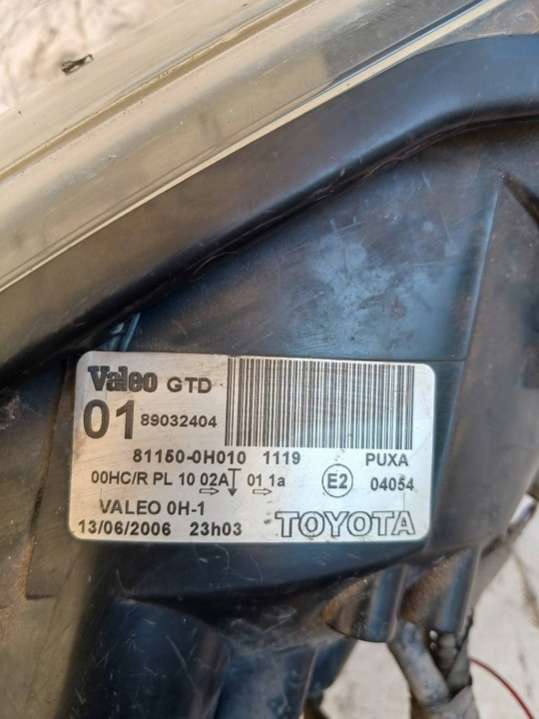 Valeo GTD
01 89032404
81150-0H010 1119 PUXA
00HC/R PL 10 02A 01 1a E2 04054
VALEO 0H-1
13/06/2006 23h03 TOYOTA